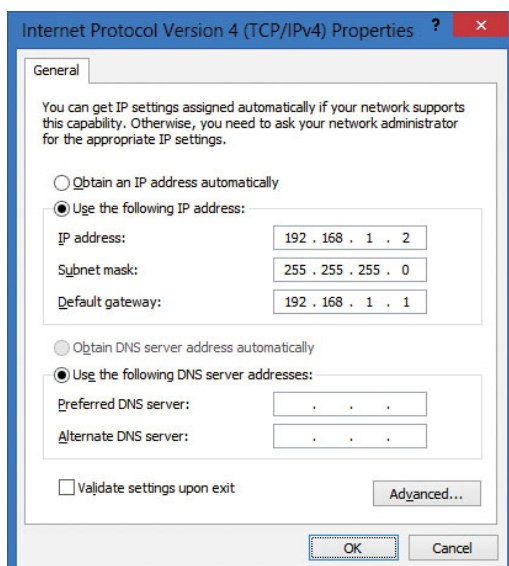 Internet Protocol Version 4 (TCP/IPv4) Properties ? ×
General
You can get IP settings assigned automatically if your network supports
this capability. Otherwise, you need to ask your network administrator
for the appropriate IP settings.
Obtain an IP address automatically
Use the following IP address:
IP address: 192 . 168 . 1 . 2
Subnet mask: 255 . 255 . 255 . 0
Default gateway: 192 . 168 . 1 . 1
Obtain DNS server address automatically
Use the following DNS server addresses:
Preferred DNS server: . . .
Alternate DNS server: . . .
Validate settings upon exit
Advanced...
OK Cancel